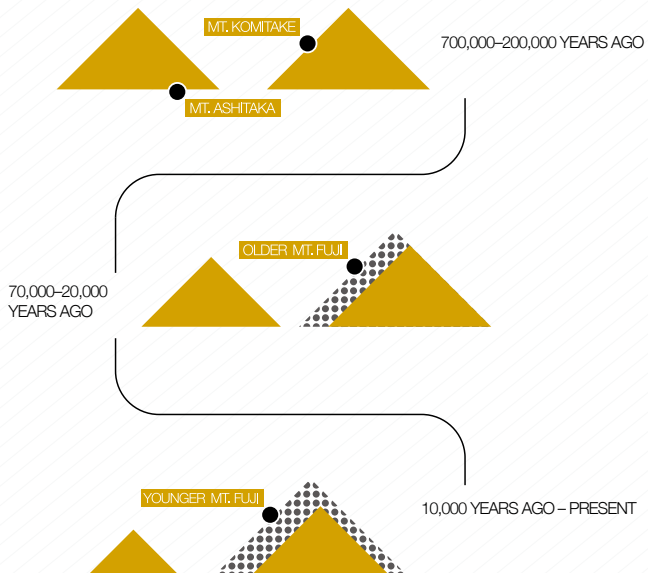 MT. KOMITAKE
700,000–200,000 YEARS AGO
MT. ASHITAKA
OLDER MT. FUJI
70,000–20,000
YEARS AGO
YOUNGER MT. FUJI
10,000 YEARS AGO – PRESENT